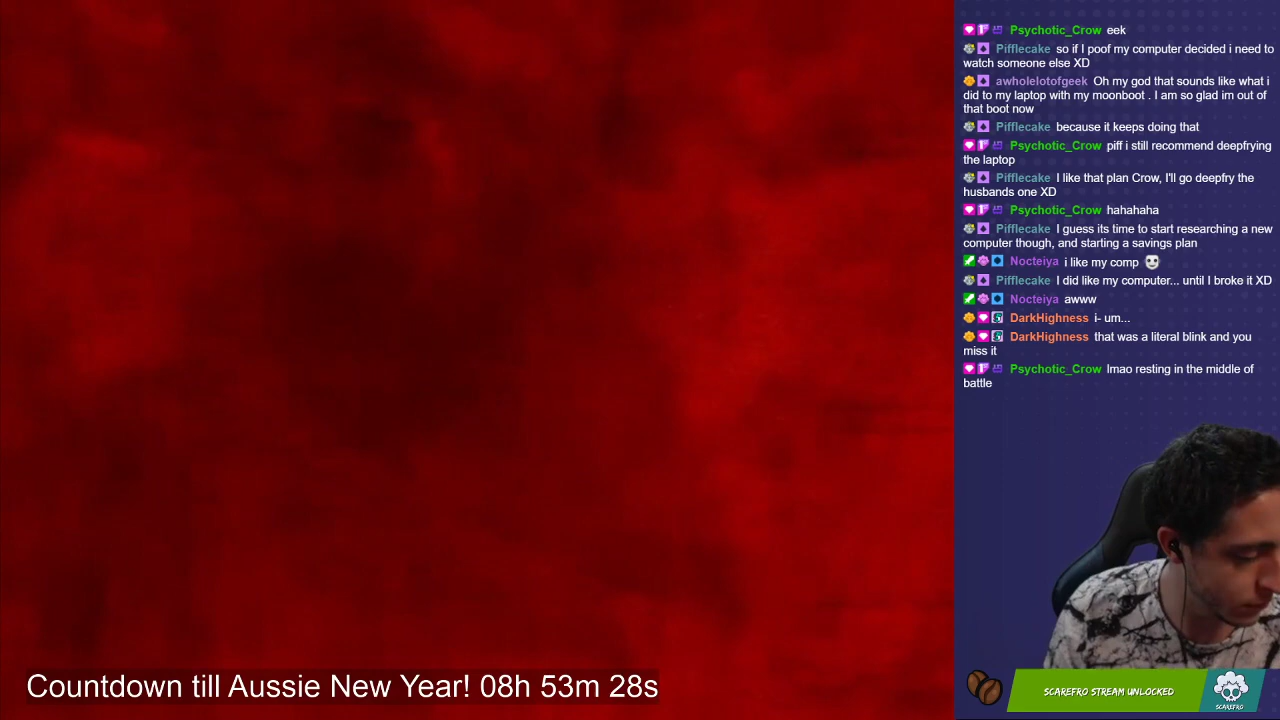 Psychotic_Crow eek
Pifflecake so if I poof my computer decided i need to
watch someone else XD
awholelotofgeek Oh my god that sounds like what i
did to my laptop with my moonboot . I am so glad im out of
that boot now
Pifflecake because it keeps doing that
Psychotic_Crow piff i still recommend deepfrying
the laptop
Pifflecake I like that plan Crow, I'll go deepfry the
husbands one XD
Psychotic_Crow hahahaha
Pifflecake I guess its time to start researching a new
computer though, and starting a savings plan
Nocteiya i like my comp
Pifflecake I did like my computer... until I broke it XD
Nocteiya awww
DarkHighness i- um...
DarkHighness that was a literal blink and you
miss it
Psychotic_Crow lmao resting in the middle of
battle
Countdown till Aussie New Year! 08h 53m 28s
SCAREFRO STREAM UNLOCKED
SCAREFRO